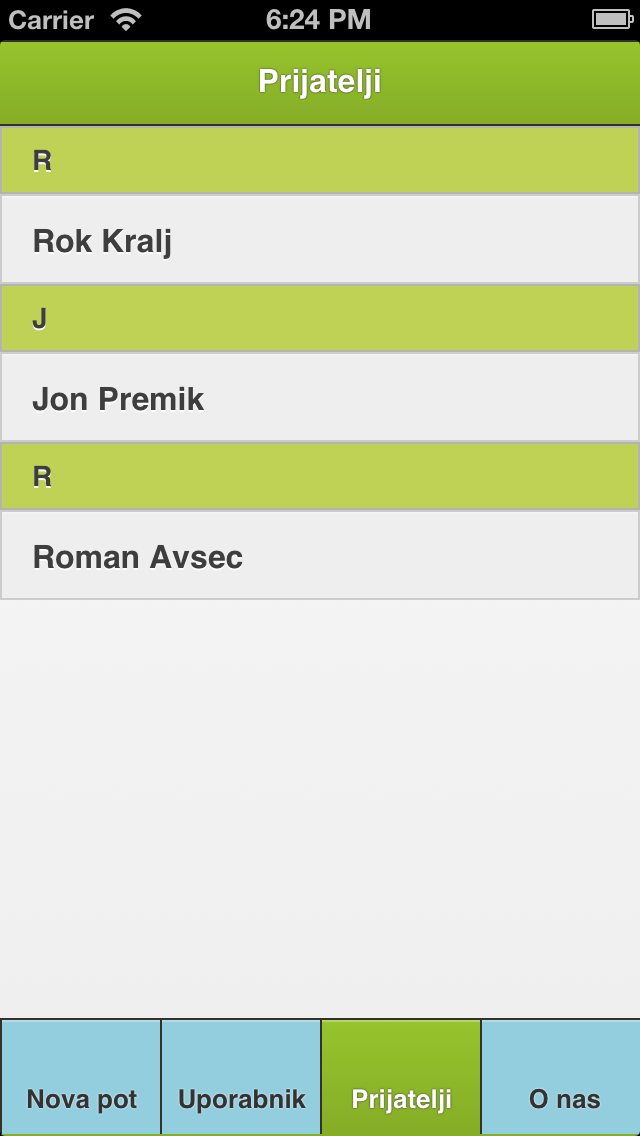 Carrier 6:24 PM
Prijatelji
R
Rok Kralj
J
Jon Premik
R
Roman Avsec
Nova pot Uporabnik Prijatelji O nas